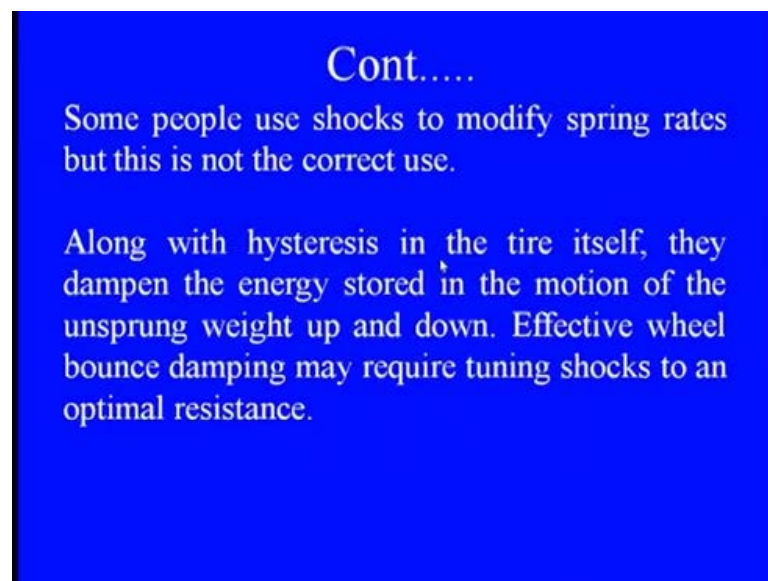 Cont.....
Some people use shocks to modify spring rates
but this is not the correct use.
Along with hysteresis in the tire itself, they
dampen the energy stored in the motion of the
unsprung weight up and down. Effective wheel
bounce damping may require tuning shocks to an
optimal resistance.